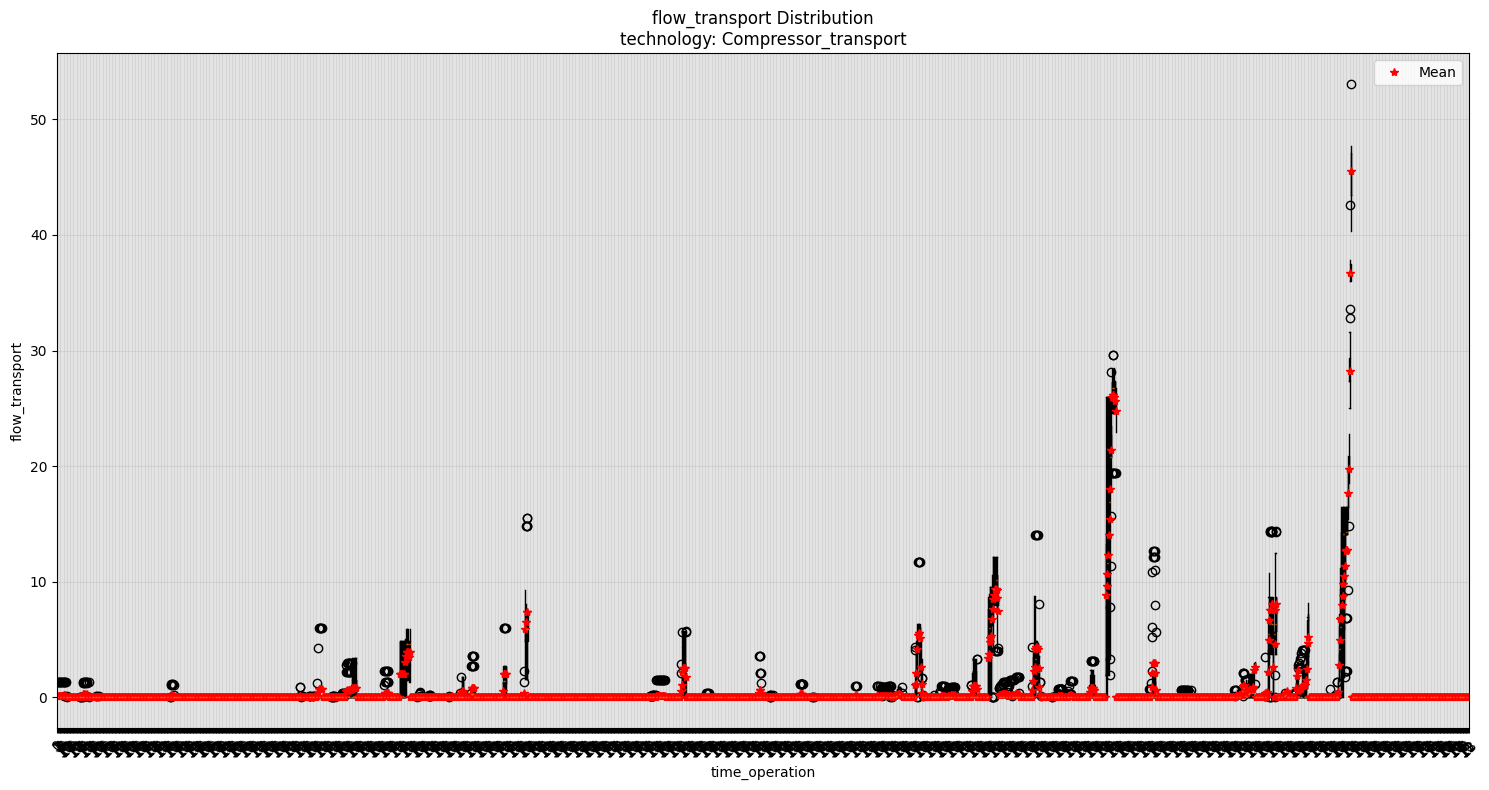 flow_transport Distribution
technology: Compressor_transport
Mean
50
40
30
20
10
0
flow_transport
time_operation